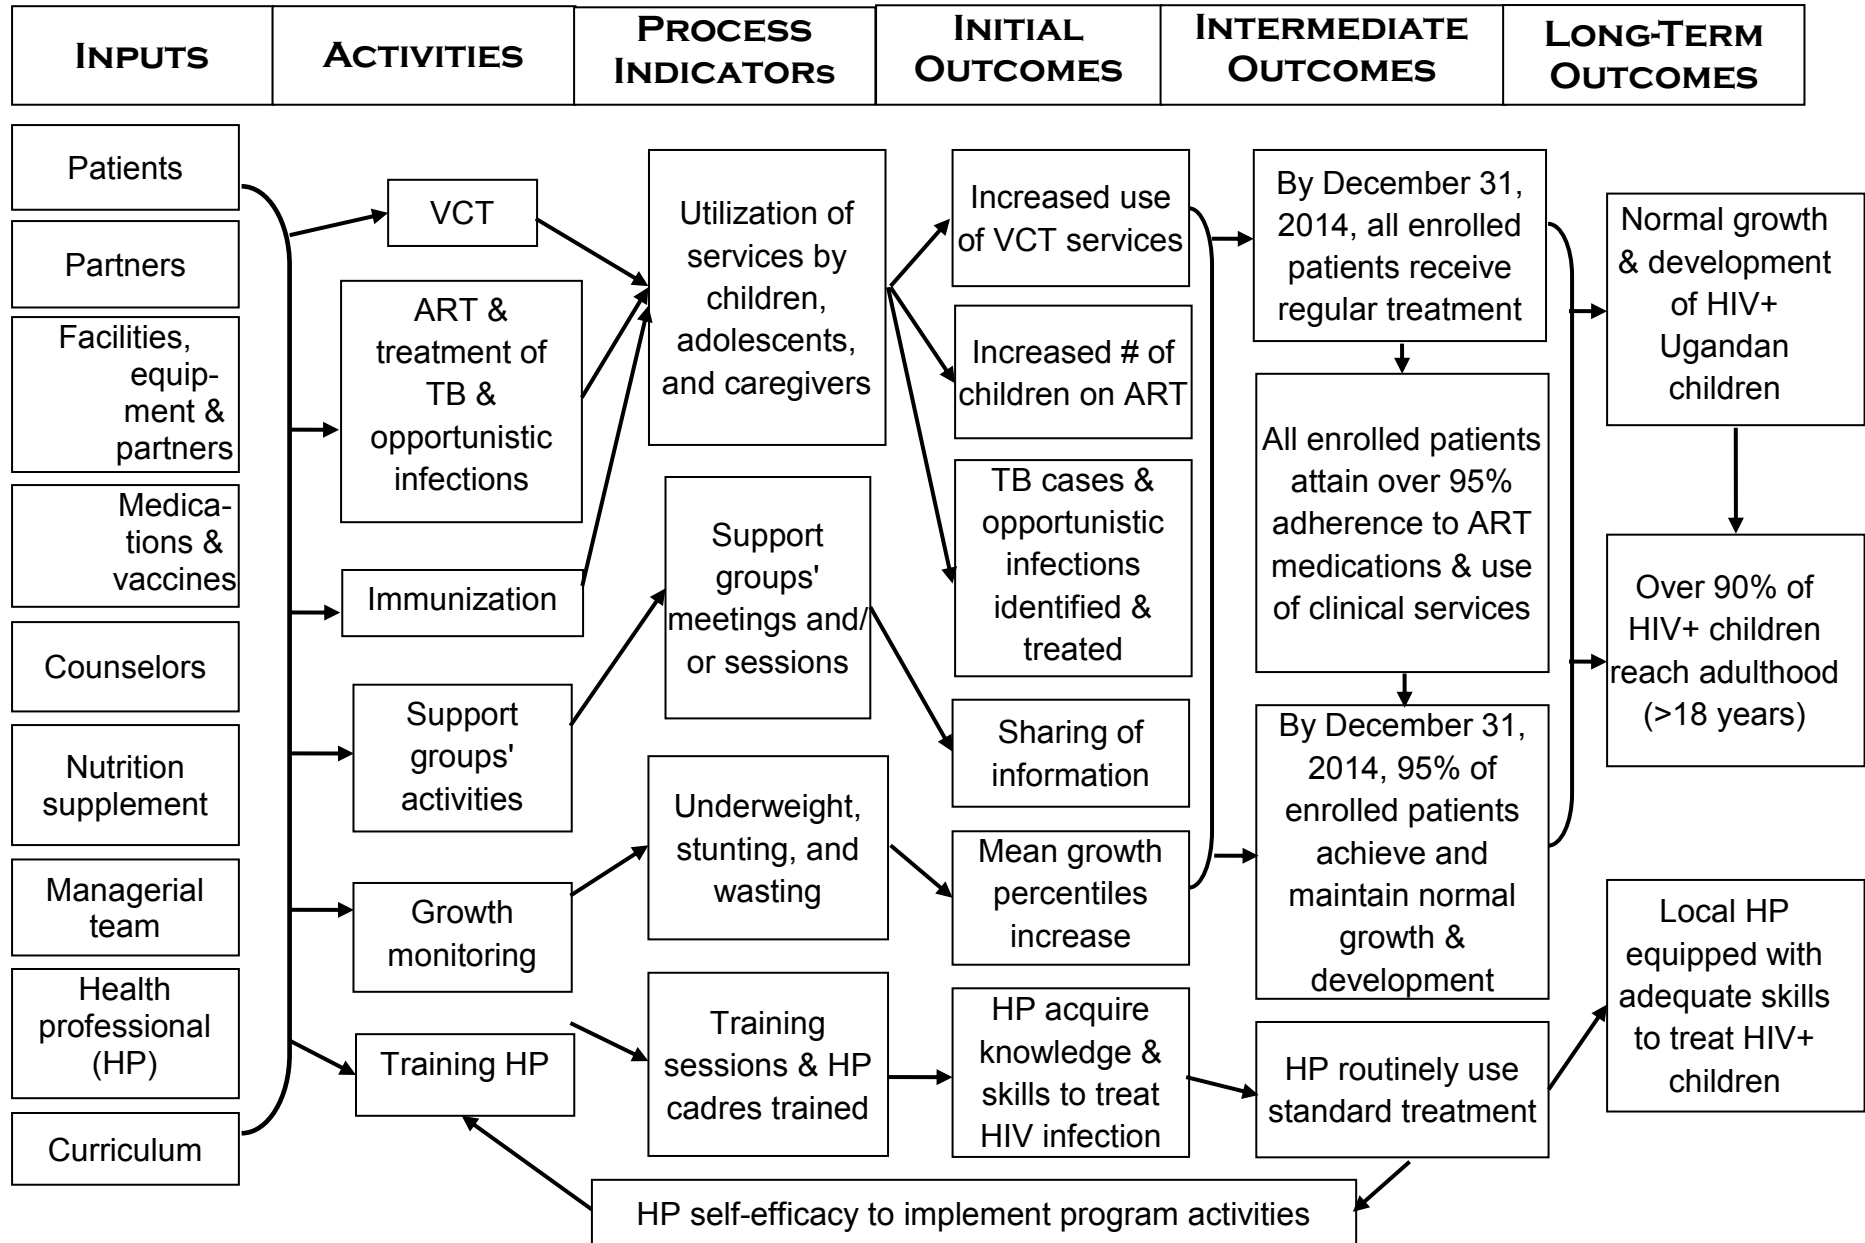 INPUTS
ACTIVITIES
PROCESS
INDICATORS
INITIAL
OUTCOMES
INTERMEDIATE
OUTCOMES
LONG-TERM
OUTCOMES
Patients
Partners
Facilities,
equip-
ment &
partners
Medica-
tions &
vaccines
Counselors
Nutrition
supplement
Managerial
team
Health
professional
(HP)
Curriculum
VCT
ART &
treatment of
TB &
opportunistic
infections
Immunization
Support
groups'
activities
Growth
monitoring
Training HP
Utilization of
services by
children,
adolescents,
and caregivers
Support
groups'
meetings and/
or sessions
Underweight,
stunting, and
wasting
Training
sessions & HP
cadres trained
Increased use
of VCT services
Increased # of
children on ART
TB cases &
opportunistic
infections
identified &
treated
Sharing of
information
Mean growth
percentiles
increase
HP acquire
knowledge &
skills to treat
HIV infection
By December 31,
2014, all enrolled
patients receive
regular treatment
All enrolled patients
attain over 95%
adherence to ART
medications & use
of clinical services
By December 31,
2014, 95% of
enrolled patients
achieve and
maintain normal
growth &
development
HP routinely use
standard treatment
Normal growth
& development
of HIV+
Ugandan
children
Over 90% of
HIV+ children
reach adulthood
(>18 years)
Local HP
equipped with
adequate skills
to treat HIV+
children
HP self-efficacy to implement program activities